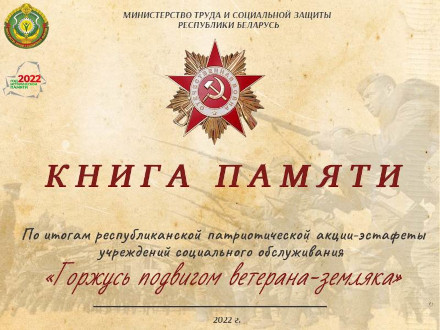 МИНИСТЕРСТВО ТРУДА И СОЦИАЛЬНОЙ ЗАЩИТЫ
РЕСПУБЛИКИ БЕЛАРУСЬ
2022
ПАМЯТИ
КНИГА ПАМЯТИ
По итогам республиканской патриотической акции-эстафеты
учреждений социального обслуживания
«Горжусь подвигом ветерана-земляка»
2022 г.